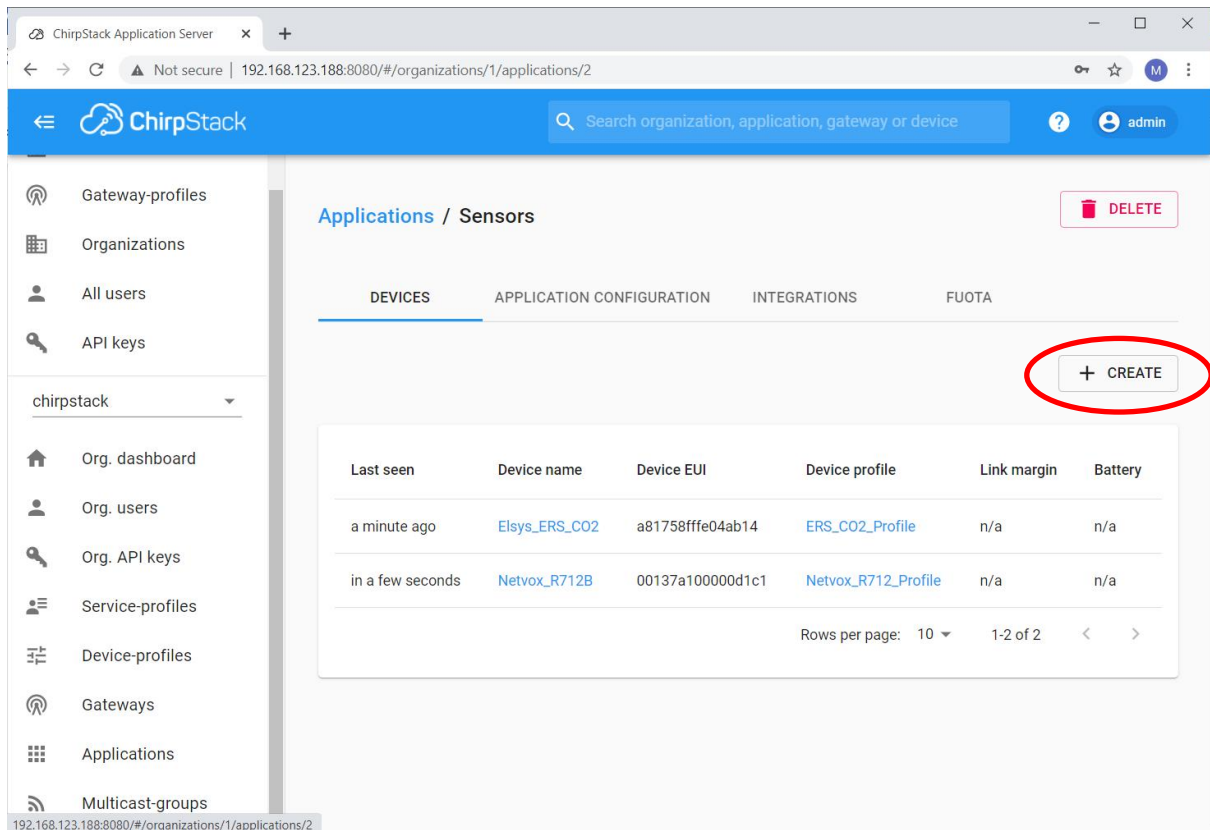 ChirpStack Application Server
Not secure | 192.168.123.188:8080/#/organizations/1/applications/2
M
ChirpStack
Search organization, application, gateway or device
? admin
Gateway-profiles
Organizations
All users
API keys
chirpstack
Org. dashboard
Org. users
Org. API keys
Service-profiles
Device-profiles
Gateways
Applications
Multicast-groups
192.168.123.188:8080/#/organizations/1/applications/2
Applications / Sensors
DELETE
DEVICES APPLICATION CONFIGURATION INTEGRATIONS FUOTA
+ CREATE
Last seen Device name Device EUI Device profile Link margin Battery
a minute ago Elsys_ERS_CO2 a81758fffe04ab14 ERS_CO2_Profile n/a n/a
in a few seconds Netvox_R712B 00137a100000d1c1 Netvox_R712_Profile n/a n/a
Rows per page: 10 1-2 of 2